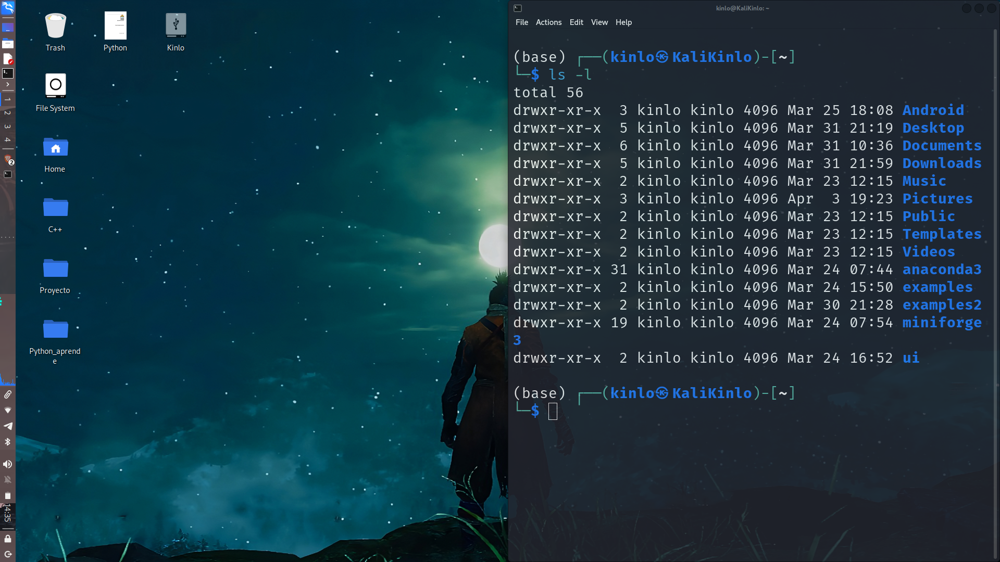 Trash
Python
Kinlo
File System
Home
C++
Proyecto
Python_aprend
e
1
2
3
4
2
14:35
kinlo@KaliKinlo: ~
File Actions Edit View Help
(base) ┌──(kinlo㉿KaliKinlo)-[~]
└─$ ls -l
total 56
drwxr-xr-x  3 kinlo kinlo 4096 Mar 25 18:08 Android
drwxr-xr-x  5 kinlo kinlo 4096 Mar 31 21:19 Desktop
drwxr-xr-x  6 kinlo kinlo 4096 Mar 31 10:36 Documents
drwxr-xr-x  5 kinlo kinlo 4096 Mar 31 21:59 Downloads
drwxr-xr-x  2 kinlo kinlo 4096 Mar 23 12:15 Music
drwxr-xr-x  3 kinlo kinlo 4096 Apr  3 19:23 Pictures
drwxr-xr-x  2 kinlo kinlo 4096 Mar 23 12:15 Public
drwxr-xr-x  2 kinlo kinlo 4096 Mar 23 12:15 Templates
drwxr-xr-x  2 kinlo kinlo 4096 Mar 23 12:15 Videos
drwxr-xr-x 31 kinlo kinlo 4096 Mar 24 07:44 anaconda3
drwxr-xr-x  2 kinlo kinlo 4096 Mar 24 15:50 examples
drwxr-xr-x  2 kinlo kinlo 4096 Mar 30 21:28 examples2
drwxr-xr-x 19 kinlo kinlo 4096 Mar 24 07:54 miniforge
3
drwxr-xr-x  2 kinlo kinlo 4096 Mar 24 16:52 ui
(base) ┌──(kinlo㉿KaliKinlo)-[~]
└─$